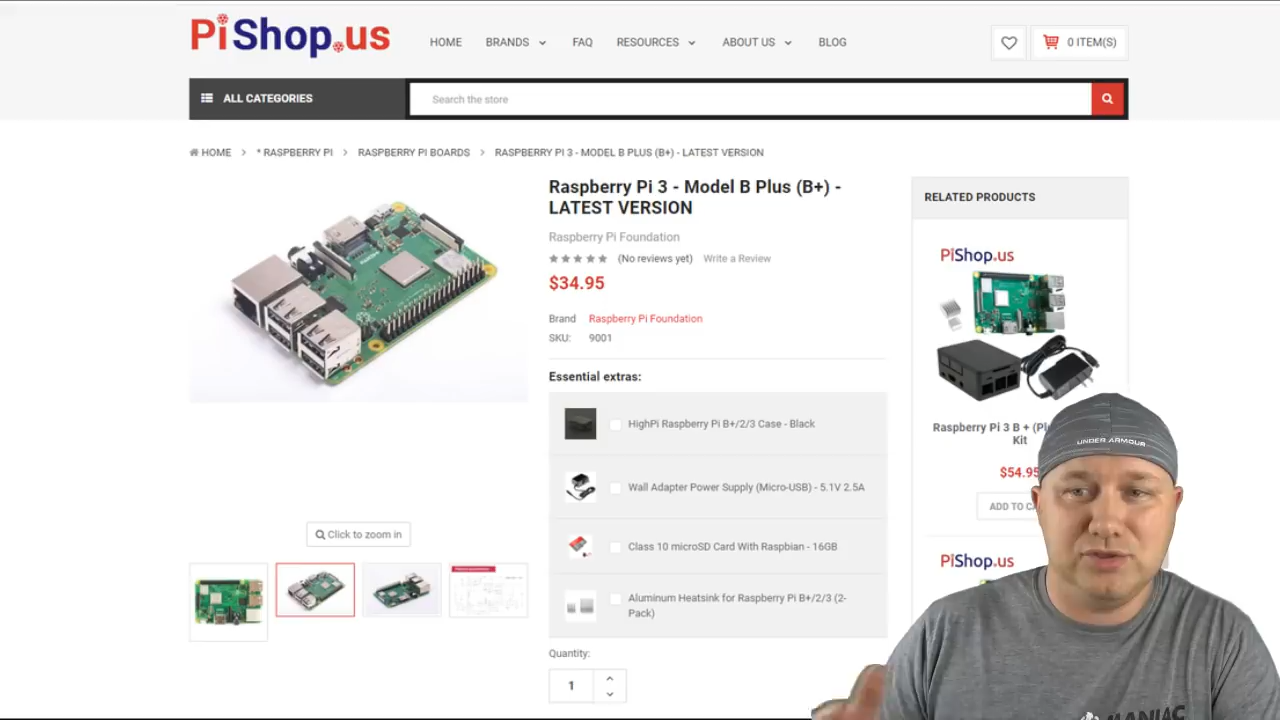 PiShop.us
HOME
BRANDS
FAQ
RESOURCES
ABOUT US
BLOG
0 ITEM(S)
ALL CATEGORIES
Search the store
HOME > * RASPBERRY PI > RASPBERRY PI BOARDS > RASPBERRY PI 3 - MODEL B PLUS (B+) - LATEST VERSION
Raspberry Pi 3 - Model B Plus (B+) -
LATEST VERSION
Raspberry Pi Foundation
(No reviews yet) Write a Review
$34.95
Brand Raspberry Pi Foundation
SKU: 9001
Essential extras:
HighPi Raspberry Pi B+/2/3 Case - Black
Wall Adapter Power Supply (Micro-USB) - 5.1V 2.5A
Class 10 microSD Card With Raspbian - 16GB
Aluminum Heatsink for Raspberry Pi B+/2/3 (2-
Pack)
Quantity:
1
Click to zoom in
RELATED PRODUCTS
PiShop.us
Raspberry Pi 3 B + (Pl
Kit
$54.95
ADD TO CA
PiShop.us
UNDER ARMOUR
MANIAC